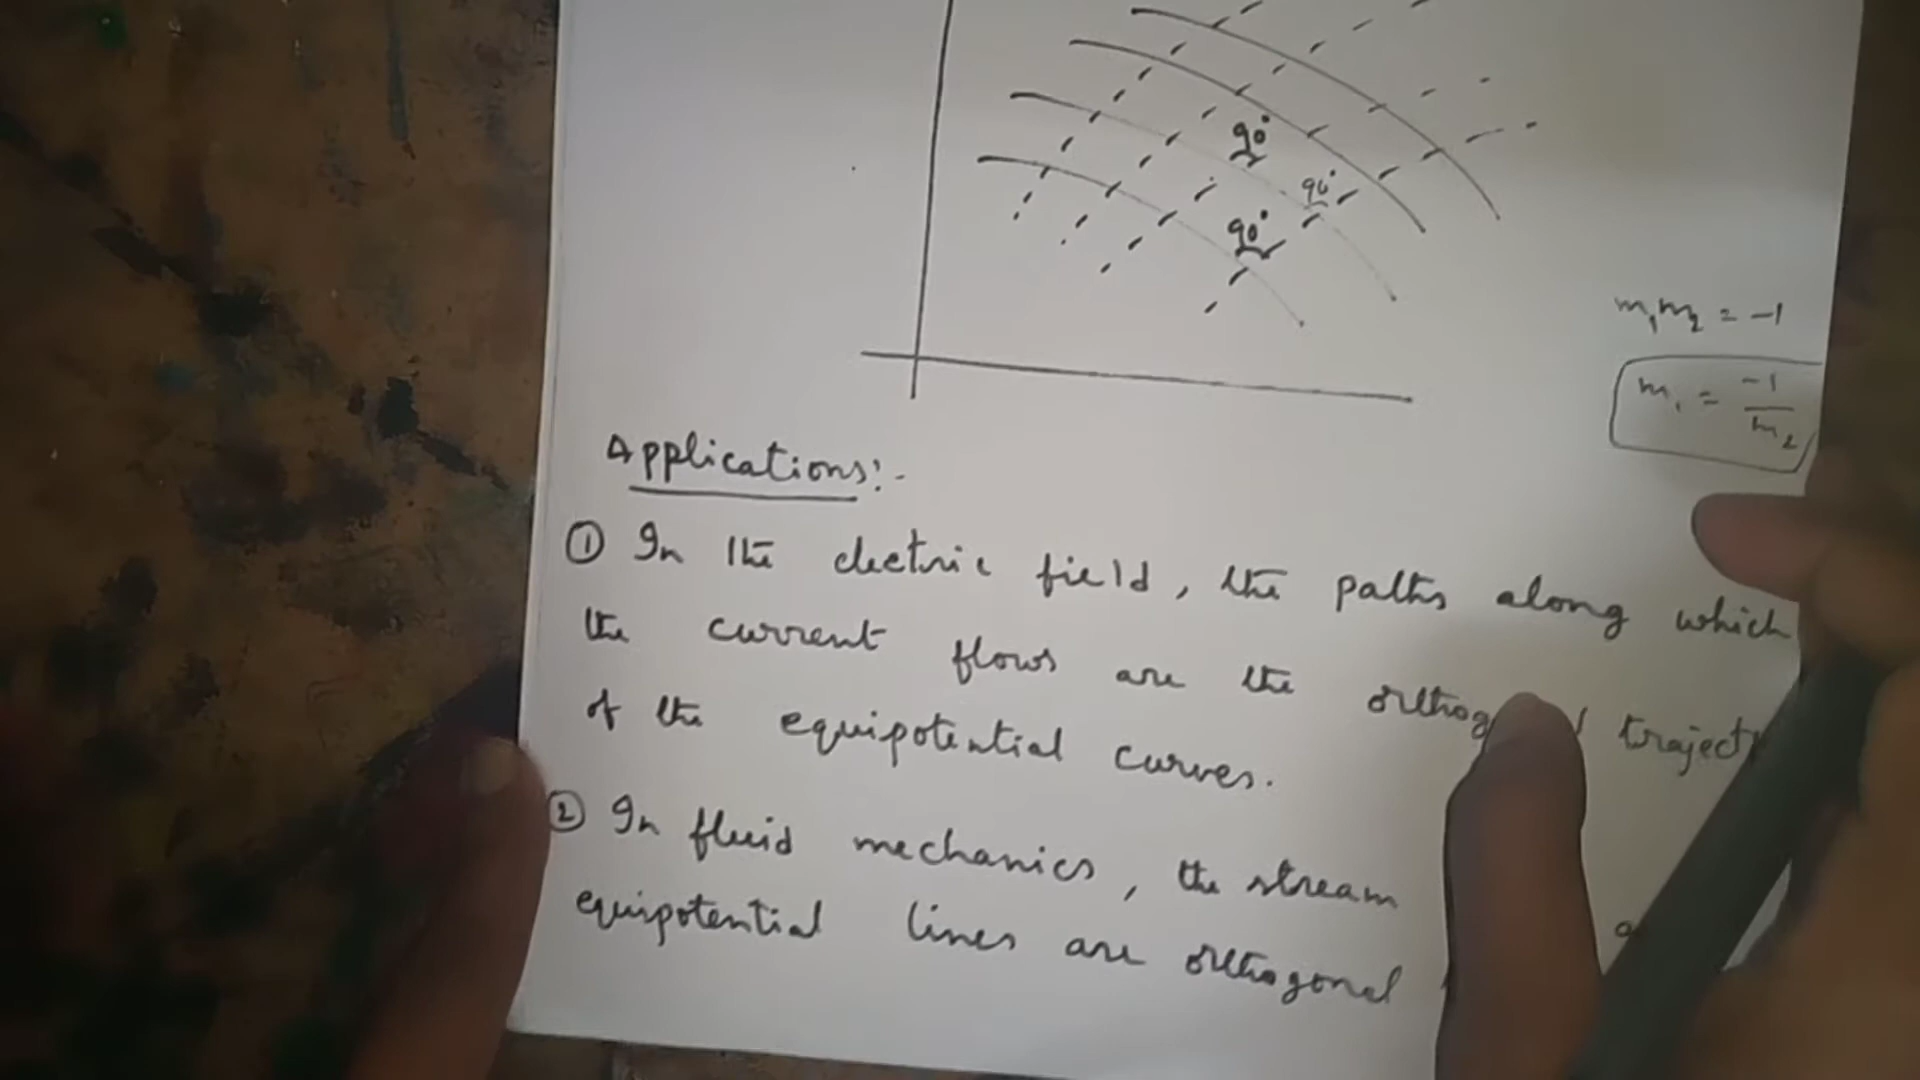 90°
90°
90°
m₁m₂ = -1
m₁ = -1/m₂
Applications:-
① In the electric field, the paths along which
the current flows are the traject
of the equipotential curves.
② In fluid mechanics, the stream
equipotential lines are orthogonal